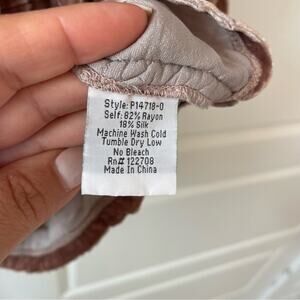 Style: P14718-0
Self: 82% Rayon
18% Silk
Machine Wash Cold
Tumble Dry Low
No Bleach
Rn# 122708
Made In China